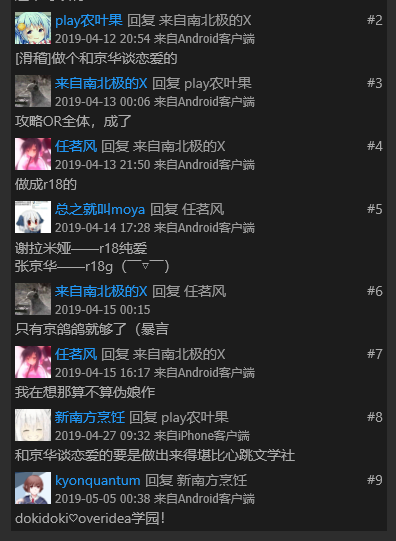 play农叶果 回复 来自南北极的X #2
2019-04-12 20:54 来自Android客户端
[滑稽]做个和京华谈恋爱的
来自南北极的X 回复 play农叶果 #3
2019-04-13 00:06 来自Android客户端
攻略OR全体，成了
任茗风 回复 来自南北极的X #4
2019-04-13 21:50 来自Android客户端
做成r18的
总之就叫moya 回复 任茗风 #5
2019-04-14 17:28 来自Android客户端
谢拉米娅——r18纯爱
张京华——r18g（￣▽￣）
来自南北极的X 回复 任茗风 #6
2019-04-15 00:15
只有京鸽鸽就够了（暴言
任茗风 回复 来自南北极的X #7
2019-04-15 16:17 来自Android客户端
我在想那算不算伪娘作
新南方烹饪 回复 play农叶果 #8
2019-04-27 09:32 来自iPhone客户端
和京华谈恋爱的要是做出来得堪比心跳文学社
kyonquantum 回复 新南方烹饪 #9
2019-05-05 00:38 来自Android客户端
dokidoki♡overidea学园！